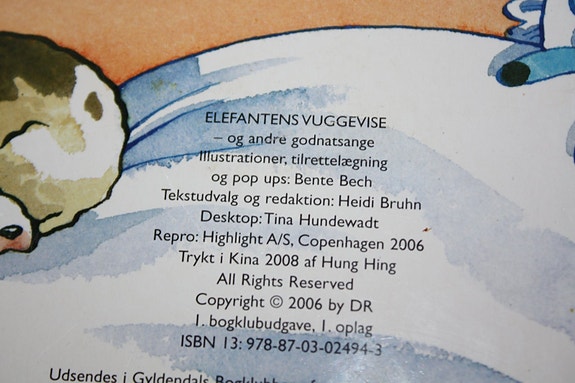 ELEFANTENS VUGGEVISE
– og andre godnatsange
Illustrationer, tilrettelægning
og pop ups: Bente Bech
Tekstudvalg og redaktion: Heidi Bruhn
Desktop: Tina Hundewadt
Repro: Highlight A/S, Copenhagen 2006
Trykt i Kina 2008 af Hung Hing
All Rights Reserved
Copyright © 2006 by DR
1. bogklubudgave, 1. oplag
ISBN 13: 978-87-03-02494-3
Udsendes i Gyldendals